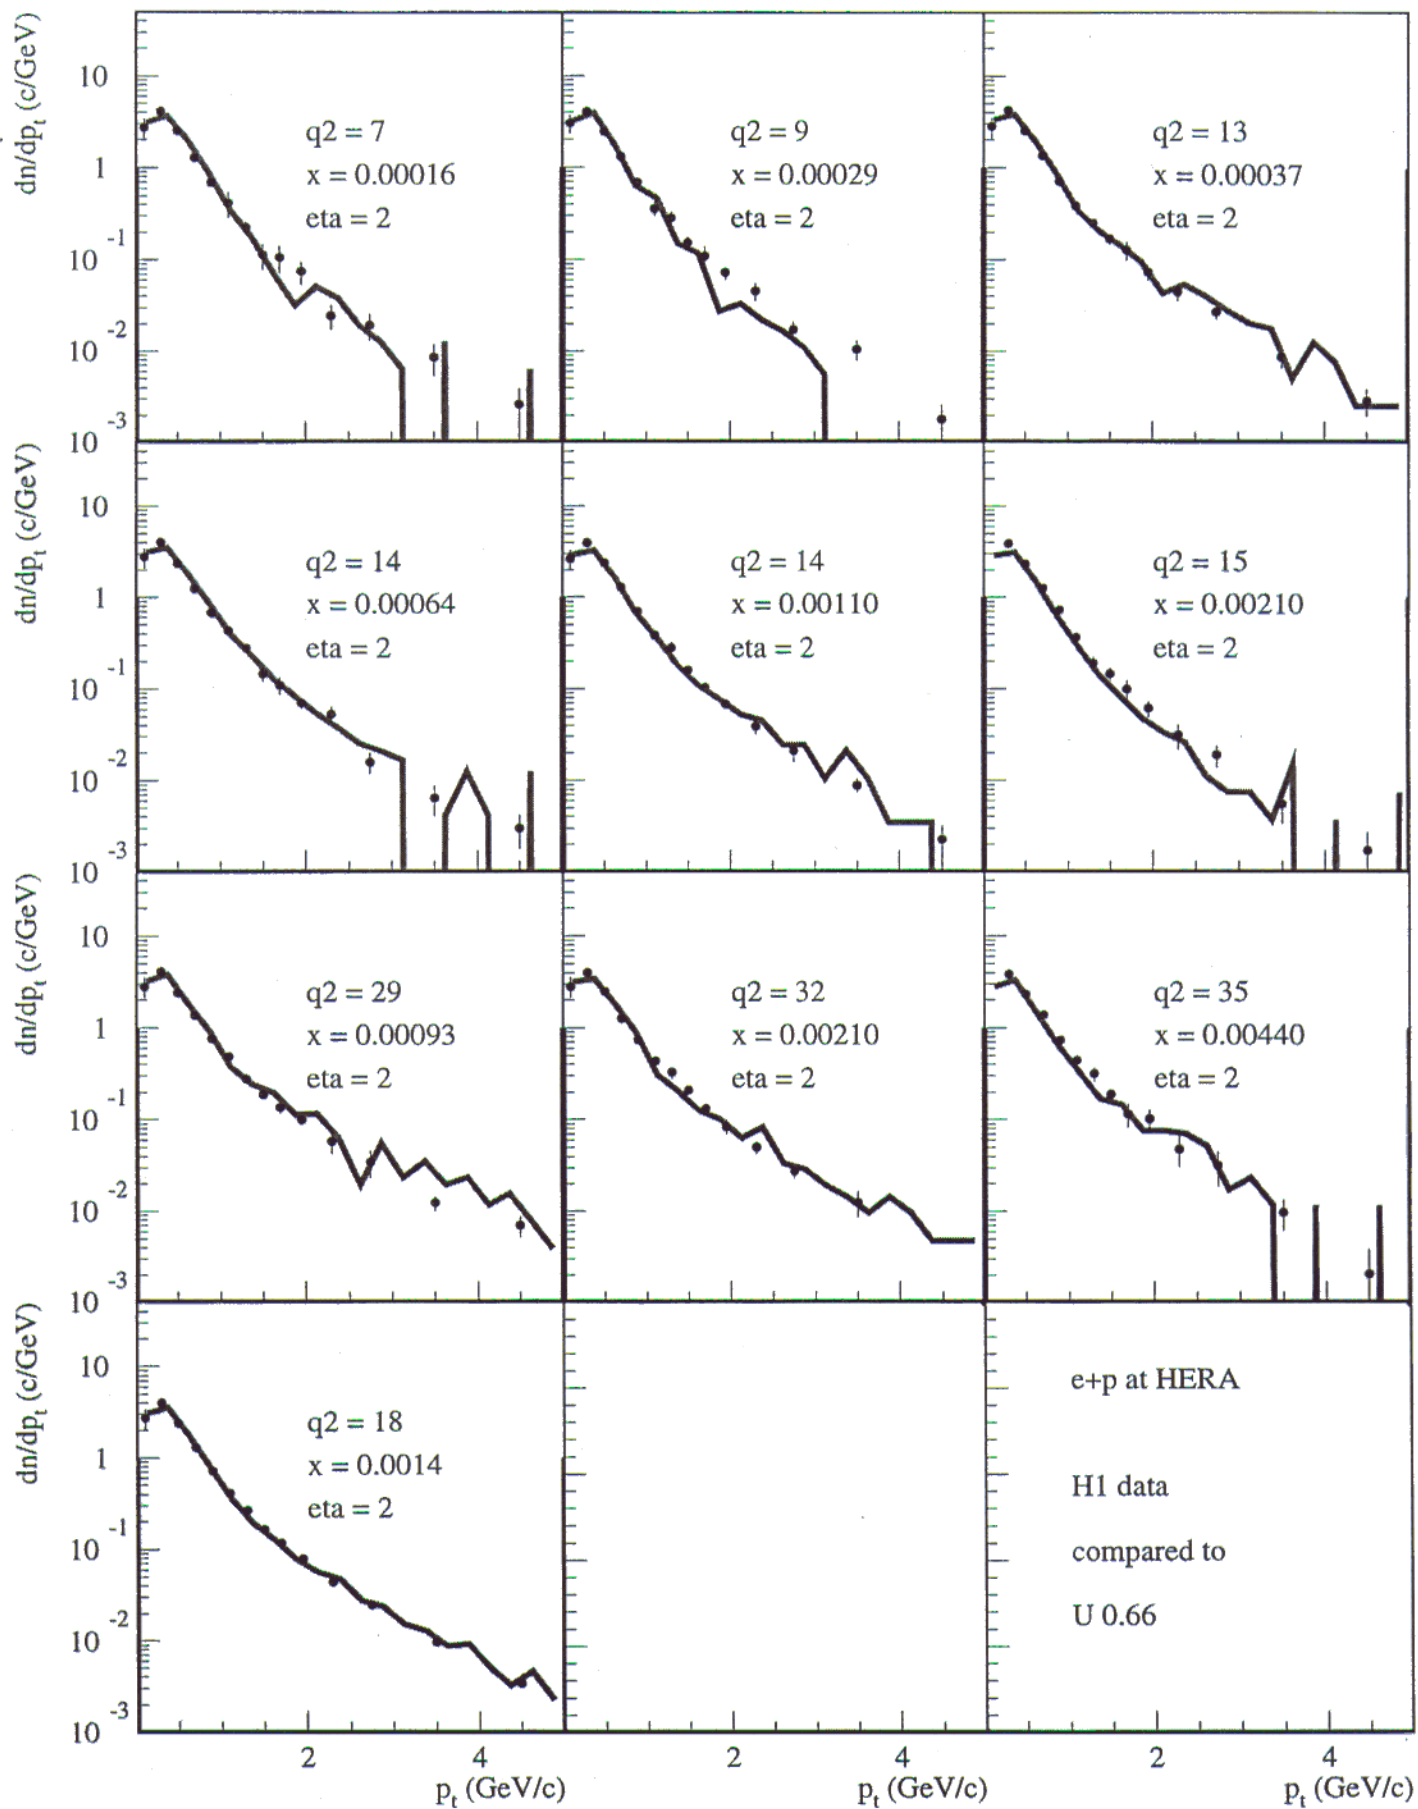 dn/dpt (c/GeV)
10
1
10 -1
10 -2
10 -3
q2 = 7
x = 0.00016
eta = 2
q2 = 9
x = 0.00029
eta = 2
q2 = 13
x = 0.00037
eta = 2
dn/dpt (c/GeV)
10
1
10 -1
10 -2
10 -3
q2 = 14
x = 0.00064
eta = 2
q2 = 14
x = 0.00110
eta = 2
q2 = 15
x = 0.00210
eta = 2
dn/dpt (c/GeV)
10
1
10 -1
10 -2
10 -3
q2 = 29
x = 0.00093
eta = 2
q2 = 32
x = 0.00210
eta = 2
q2 = 35
x = 0.00440
eta = 2
dn/dpt (c/GeV)
10
1
10 -1
10 -2
10 -3
q2 = 18
x = 0.0014
eta = 2
e+p at HERA
H1 data
compared to
U 0.66
2 4
2 4
2 4
pt (GeV/c)
pt (GeV/c)
pt (GeV/c)